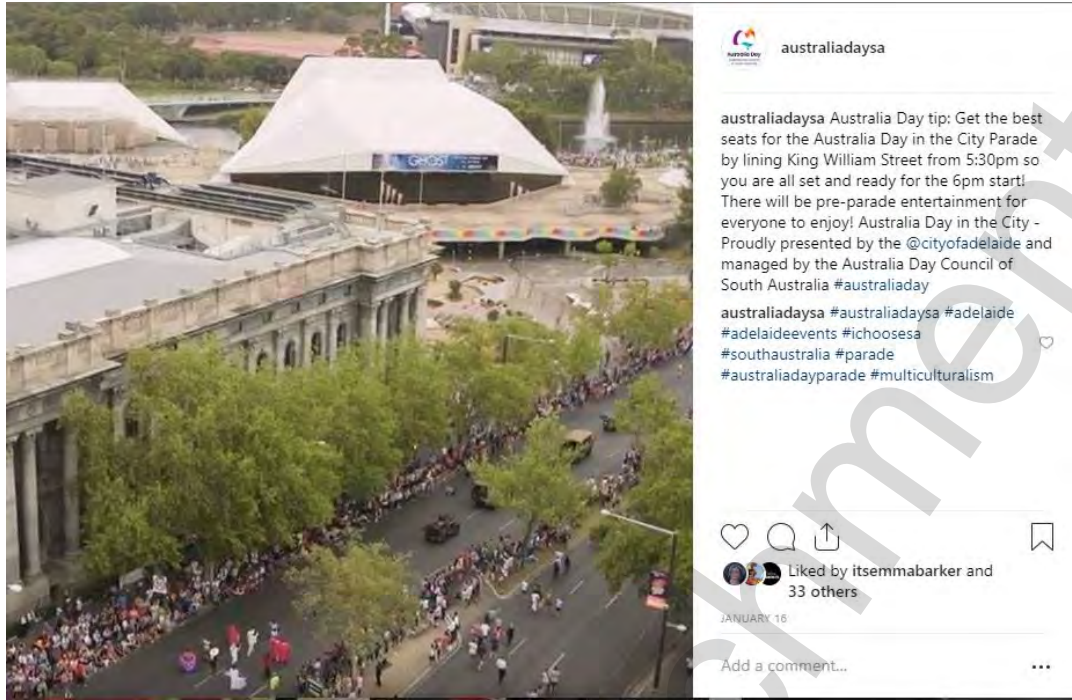 GHOST
Australia Day
australiadaysa
australiadaysa Australia Day tip: Get the best
seats for the Australia Day in the City Parade
by lining King William Street from 5:30pm so
you are all set and ready for the 6pm start!
There will be pre-parade entertainment for
everyone to enjoy! Australia Day in the City -
Proudly presented by the @cityofadelaide and
managed by the Australia Day Council of
South Australia #australiaday
australiadaysa #australiadaysa #adelaide
#adelaideevents #ichoosesa
#southaustralia #parade
#australiadayparade #multiculturalism
Liked by itsemmabarker and
33 others
JANUARY 16
Add a comment...